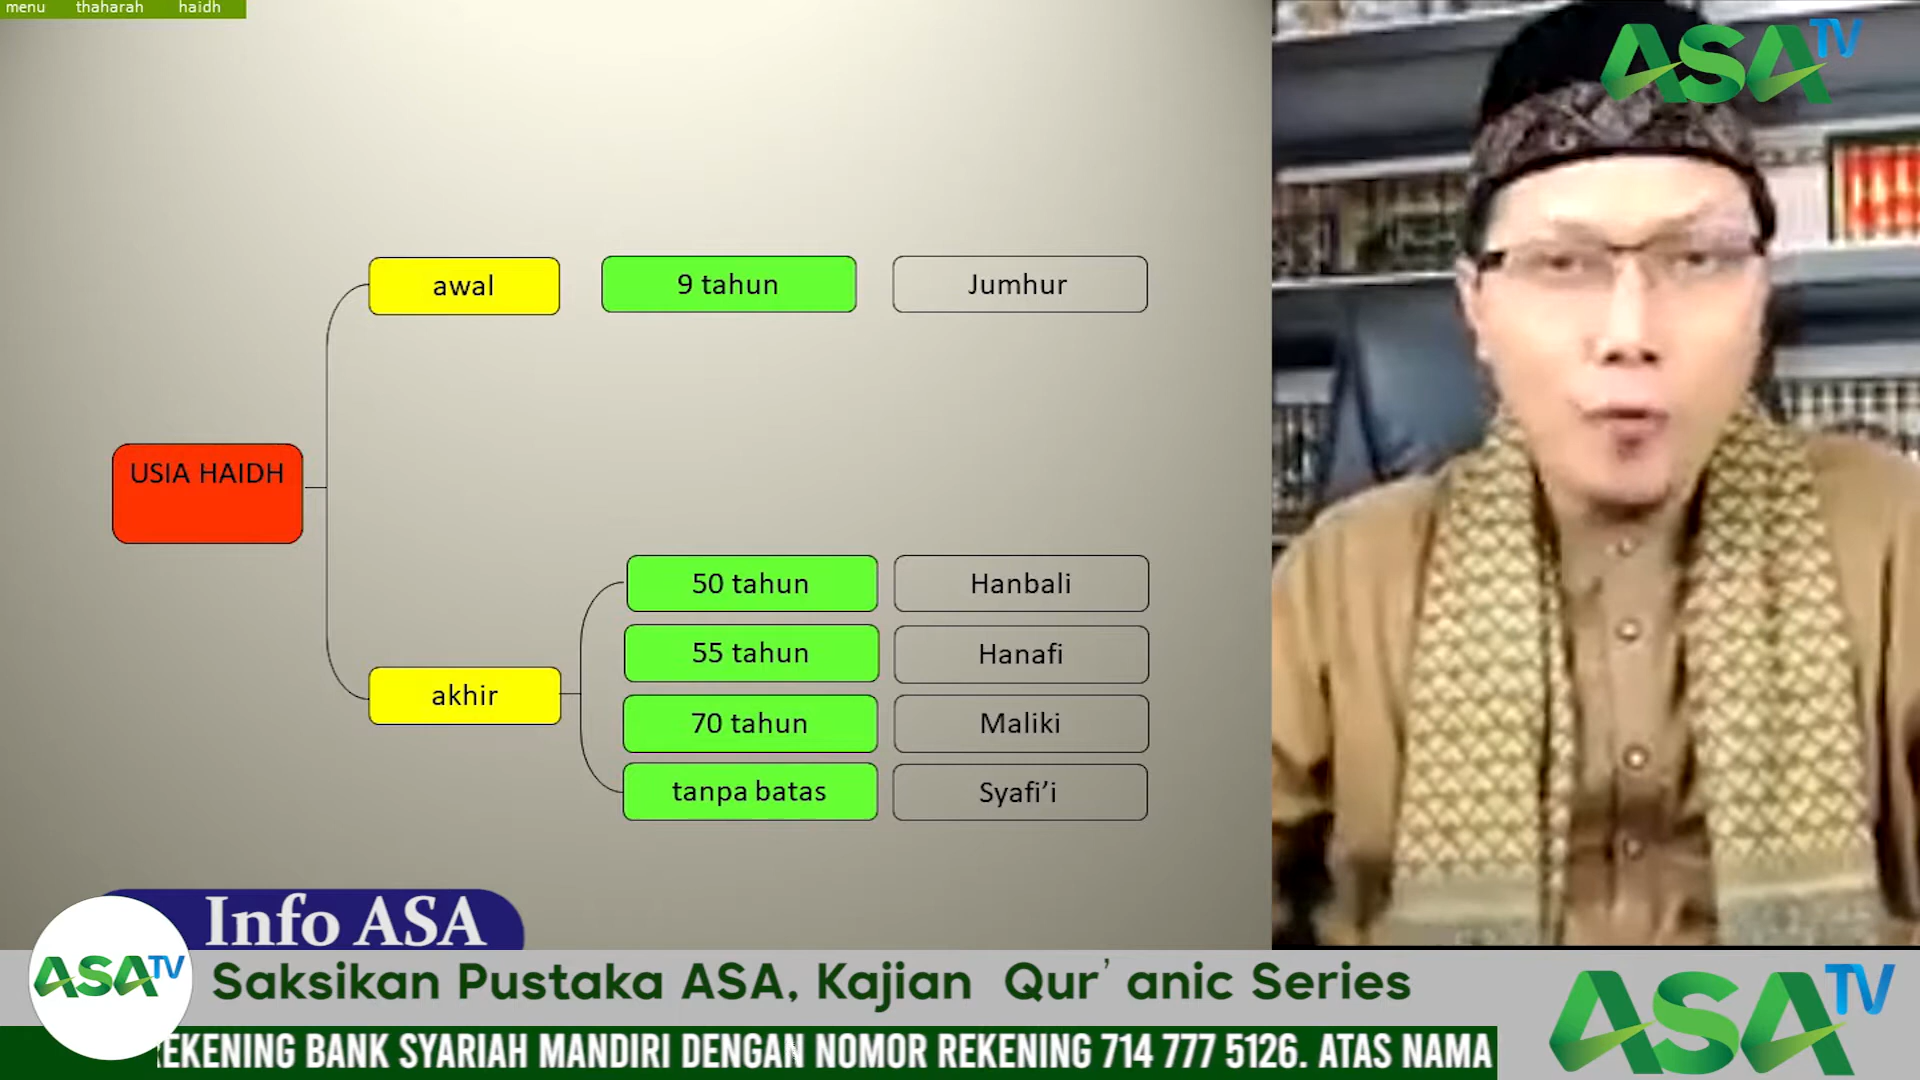 menu thaharah haidh
ASA TV
awal 9 tahun Jumhur
USIA HAIDH
50 tahun Hanbali
55 tahun Hanafi
akhir
70 tahun Maliki
tanpa batas Syafi’i
Info ASA
ASA TV
Saksikan Pustaka ASA, Kajian Qur’anic Series
ASA TV
EKENING BANK SYARIAH MANDIRI DENGAN NOMOR REKENING 714 777 5126. ATAS NAMA